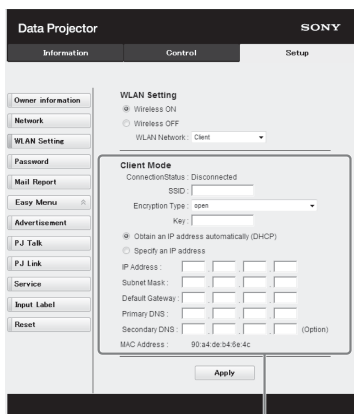 Data Projector
SONY
Information
Control
Setup
Owner information
Network
WLAN Setting
Password
Mail Report
Easy Menu
Advertisement
PJ Talk
PJ Link
Service
Input Label
Reset
WLAN Setting
Wireless ON
Wireless OFF
WLAN Network : Client
Client Mode
ConnectionStatus : Disconnected
SSID :
Encryption Type : open
Key :
Obtain an IP address automatically (DHCP)
Specify an IP address
IP Address :
Subnet Mask :
Default Gateway :
Primary DNS :
Secondary DNS : (Option)
MAC Address : 90:a4:de:b4:6e:4c
Apply